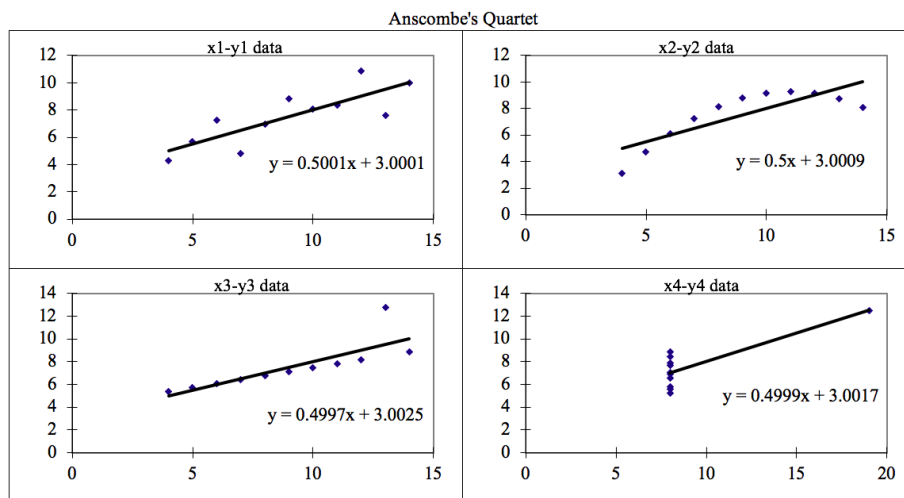 Anscombe's Quartet
x1-y1 data
12
10
8
6
4
2
0
0 5 10 15
y = 0.5001x + 3.0001
x2-y2 data
12
10
8
6
4
2
0
0 5 10 15
y = 0.5x + 3.0009
x3-y3 data
14
12
10
8
6
4
2
0
0 5 10 15
y = 0.4997x + 3.0025
x4-y4 data
14
12
10
8
6
4
2
0
0 5 10 15 20
y = 0.4999x + 3.0017